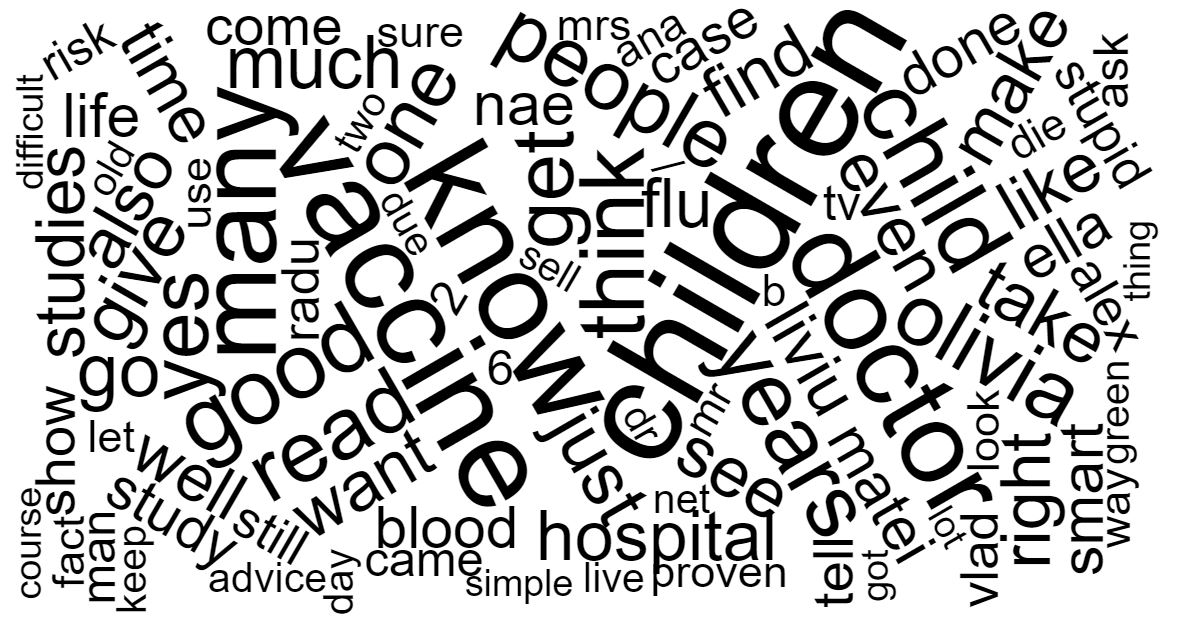 come
sure
mrs
ana
people
case
find
done
make
ask
risk
time
much
one
nae
children
stupid
difficult
life
two
die
child
old
also
use
many
vaccine
know
get
think
/
flu
tv
even
like
studies
give
due
doctor
ella
thing
yes
radu
sell
2
b
take
alex
go
good
6
liviu
olivia
years
just
dr
mr
look
green
show
let
read
well
want
see
matei
right
smart
way
study
still
net
lot
vlad
course
fact
man
keep
blood
hospital
tell
got
advice
day
came
simple
live
proven